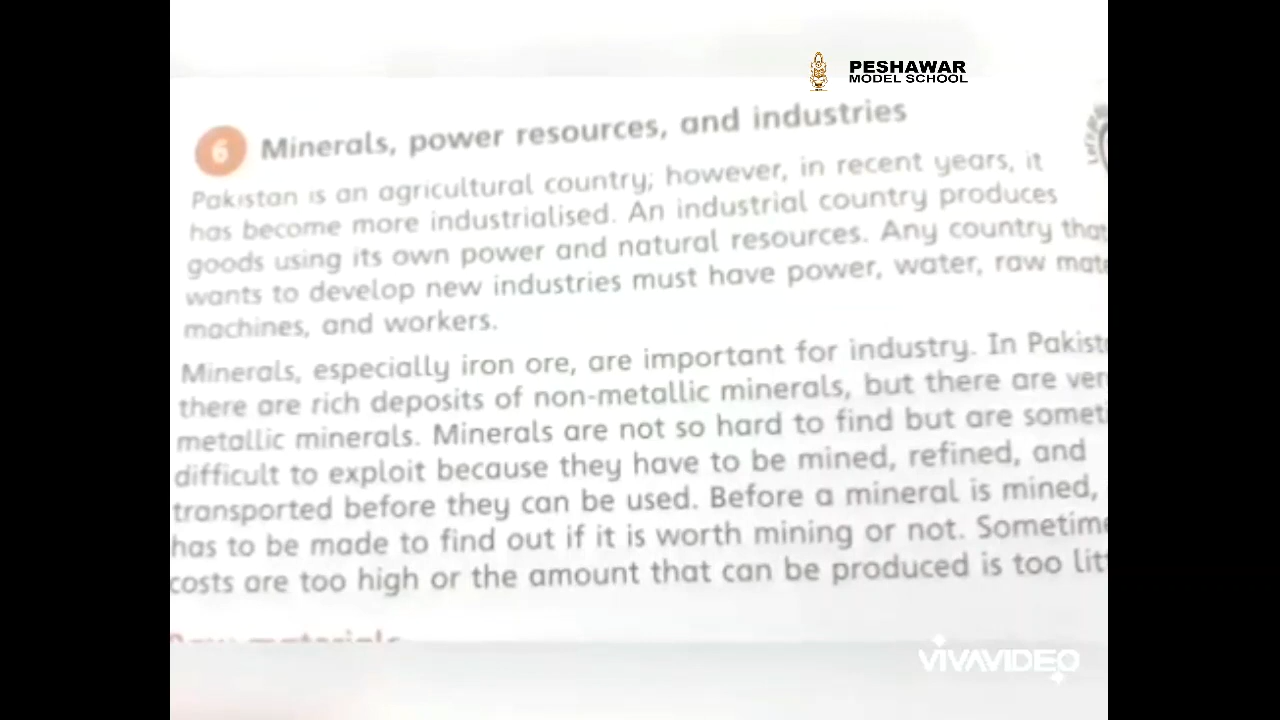 PESHAWAR
MODEL SCHOOL
6 Minerals, power resources, and industries
Pakistan is an agricultural country; however, in recent years, it
has become more industrialised. An industrial country produces
goods using its own power and natural resources. Any country that
wants to develop new industries must have power, water, raw mate
machines, and workers.
Minerals, especially iron ore, are important for industry. In Pakist
there are rich deposits of non-metallic minerals, but there are ver
metallic minerals. Minerals are not so hard to find but are someti
difficult to exploit because they have to be mined, refined, and
transported before they can be used. Before a mineral is mined,
has to be made to find out if it is worth mining or not. Sometime
costs are too high or the amount that can be produced is too litt
VIVAVIDEO